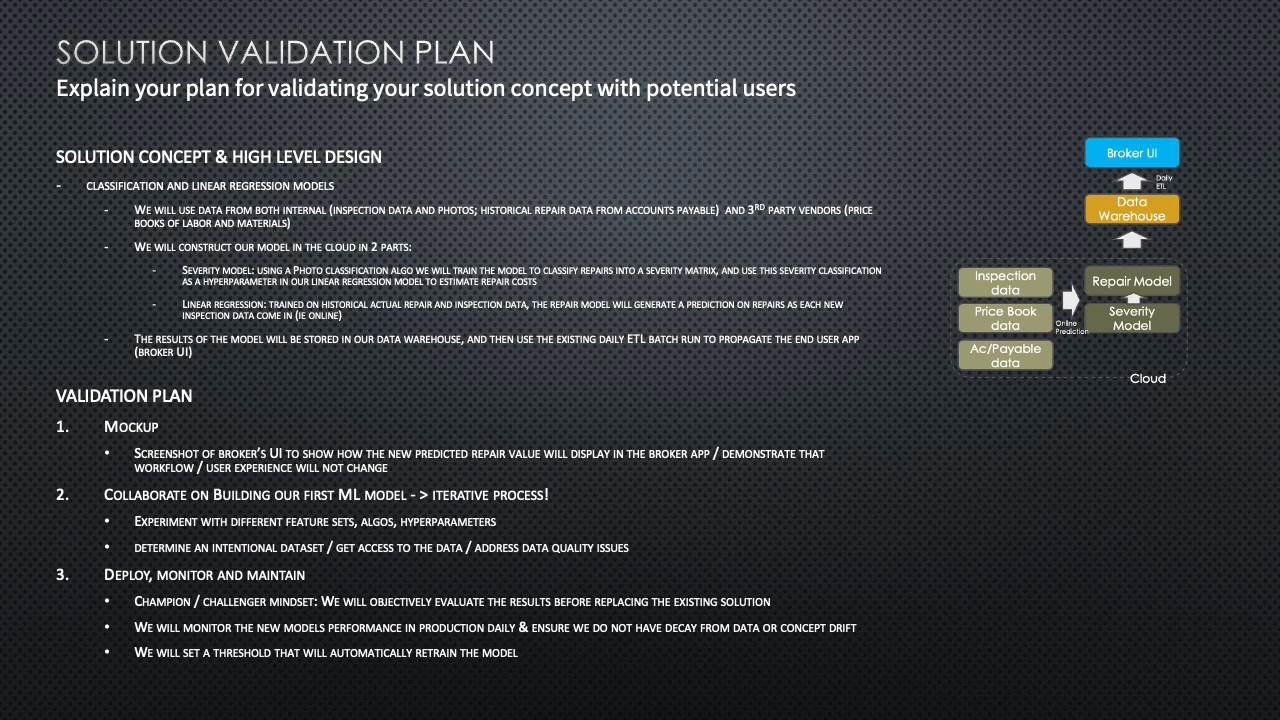 SOLUTION VALIDATION PLAN
Explain your plan for validating your solution concept with potential users
SOLUTION CONCEPT & HIGH LEVEL DESIGN
- CLASSIFICATION AND LINEAR REGRESSION MODELS
- WE WILL USE DATA FROM BOTH INTERNAL (INSPECTION DATA AND PHOTOS; HISTORICAL REPAIR DATA FROM ACCOUNTS PAYABLE) AND 3RD PARTY VENDORS (PRICE
BOOKS OF LABOR AND MATERIALS)
- WE WILL CONSTRUCT OUR MODEL IN THE CLOUD IN 2 PARTS:
- SEVERITY MODEL: USING A PHOTO CLASSIFICATION ALGO WE WILL TRAIN THE MODEL TO CLASSIFY REPAIRS INTO A SEVERITY MATRIX, AND USE THIS SEVERITY CLASSIFICATION
AS A HYPERPARAMETER IN OUR LINEAR REGRESSION MODEL TO ESTIMATE REPAIR COSTS
- LINEAR REGRESSION: TRAINED ON HISTORICAL ACTUAL REPAIR AND INSPECTION DATA, THE REPAIR MODEL WILL GENERATE A PREDICTION ON REPAIRS AS EACH NEW
INSPECTION DATA COME IN (IE ONLINE)
- THE RESULTS OF THE MODEL WILL BE STORED IN OUR DATA WAREHOUSE, AND THEN USE THE EXISTING DAILY ETL BATCH RUN TO PROPAGATE THE END USER APP
(BROKER UI)
VALIDATION PLAN
1. MOCKUP
• SCREENSHOT OF BROKER'S UI TO SHOW HOW THE NEW PREDICTED REPAIR VALUE WILL DISPLAY IN THE BROKER APP / DEMONSTRATE THAT
WORKFLOW / USER EXPERIENCE WILL NOT CHANGE
2. COLLABORATE ON BUILDING OUR FIRST ML MODEL - > ITERATIVE PROCESS!
• EXPERIMENT WITH DIFFERENT FEATURE SETS, ALGOS, HYPERPARAMETERS
• DETERMINE AN INTENTIONAL DATASET / GET ACCESS TO THE DATA / ADDRESS DATA QUALITY ISSUES
3. DEPLOY, MONITOR AND MAINTAIN
• CHAMPION / CHALLENGER MINDSET: WE WILL OBJECTIVELY EVALUATE THE RESULTS BEFORE REPLACING THE EXISTING SOLUTION
• WE WILL MONITOR THE NEW MODELS PERFORMANCE IN PRODUCTION DAILY & ENSURE WE DO NOT HAVE DECAY FROM DATA OR CONCEPT DRIFT
• WE WILL SET A THRESHOLD THAT WILL AUTOMATICALLY RETRAIN THE MODEL
Broker UI
Daily
ETL
Data
Warehouse
Inspection
data
Price Book
data
Ac/Payable
data
Online
Prediction
Repair Model
Severity
Model
Cloud